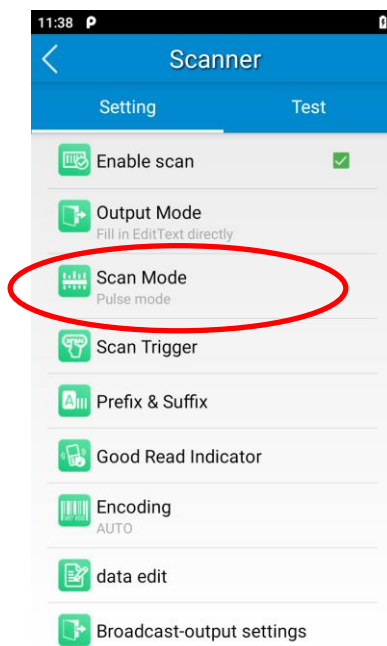 11:38 P
Scanner
Setting Test
Enable scan
Output Mode
Fill in EditText directly
Scan Mode
Pulse mode
Scan Trigger
Prefix & Suffix
Good Read Indicator
Encoding
AUTO
data edit
Broadcast-output settings